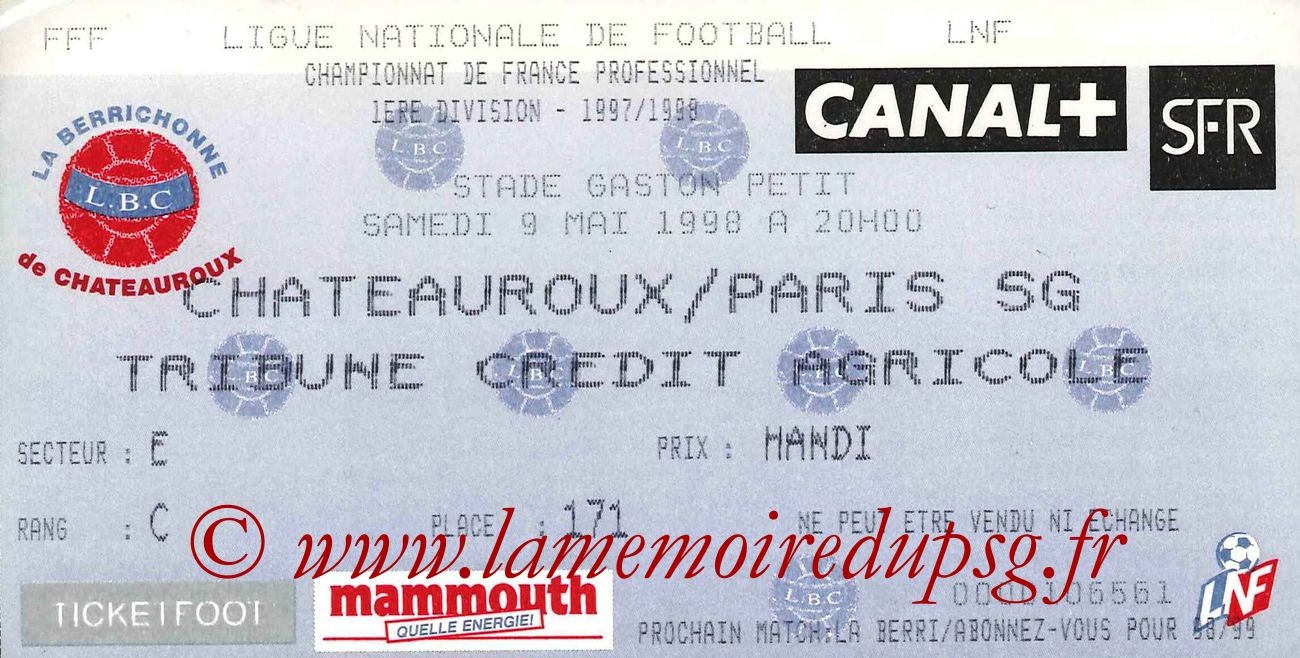 FFF LIGUE NATIONALE DE FOOTBALL LNF
CHAMPIONNAT DE FRANCE PROFESSIONNEL
1ERE DIVISION - 1997/1998
CANAL+
SFR
LA BERRICHONNE
L.B.C
de CHATEAUROUX
L.B.C
L.B.C
STADE GASTON PETIT
SAMEDI 9 MAI 1998 A 20H00
CHATEAUROUX/PARIS SG
TRIBUNE CREDIT AGRICOLE
L.B.C
L.B.C
L.B.C
L.B.C
SECTEUR : E
PRIX : MANDI
RANG : C
PLACE : 171
NE PEUT ETRE VENDU NI ECHANGE
© www.lamemoiredupsg.fr
TICKETFOOT
mammouth
QUELLE ENERGIE!
L.B.C
LNF
PROCHAIN MATCH:LA BERRI/ABONNEZ-VOUS POUR 98/99